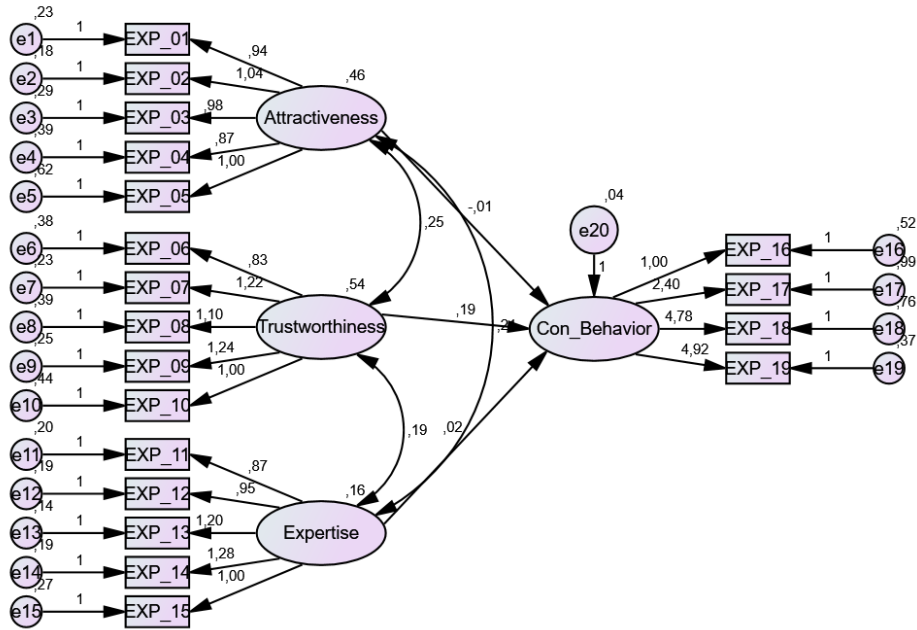 ,23
e1 1 EXP_01 ,94
,18
e2 1 EXP_02 1,04
,29
e3 1 EXP_03 ,98
,39
e4 1 EXP_04 ,87
,62
e5 1 EXP_05 1,00
,46
Attractiveness
,38
e6 1 EXP_06 ,83
,23
e7 1 EXP_07 1,22
,39
e8 1 EXP_08 1,10
,25
e9 1 EXP_09 1,24
,44
e10 1 EXP_10 1,00
,54
Trustworthiness
,20
e11 1 EXP_11 ,87
,19
e12 1 EXP_12 ,95
,14
e13 1 EXP_13 1,20
,19
e14 1 EXP_14 1,28
,27
e15 1 EXP_15 1,00
,16
Expertise
,25
,19
-,01
,19
,02
,04
e20
1
Con_Behavior
,52
1,00 EXP_16 1 e16
,99
2,40 EXP_17 1 e17
,76
4,78 EXP_18 1 e18
,37
4,92 EXP_19 1 e19